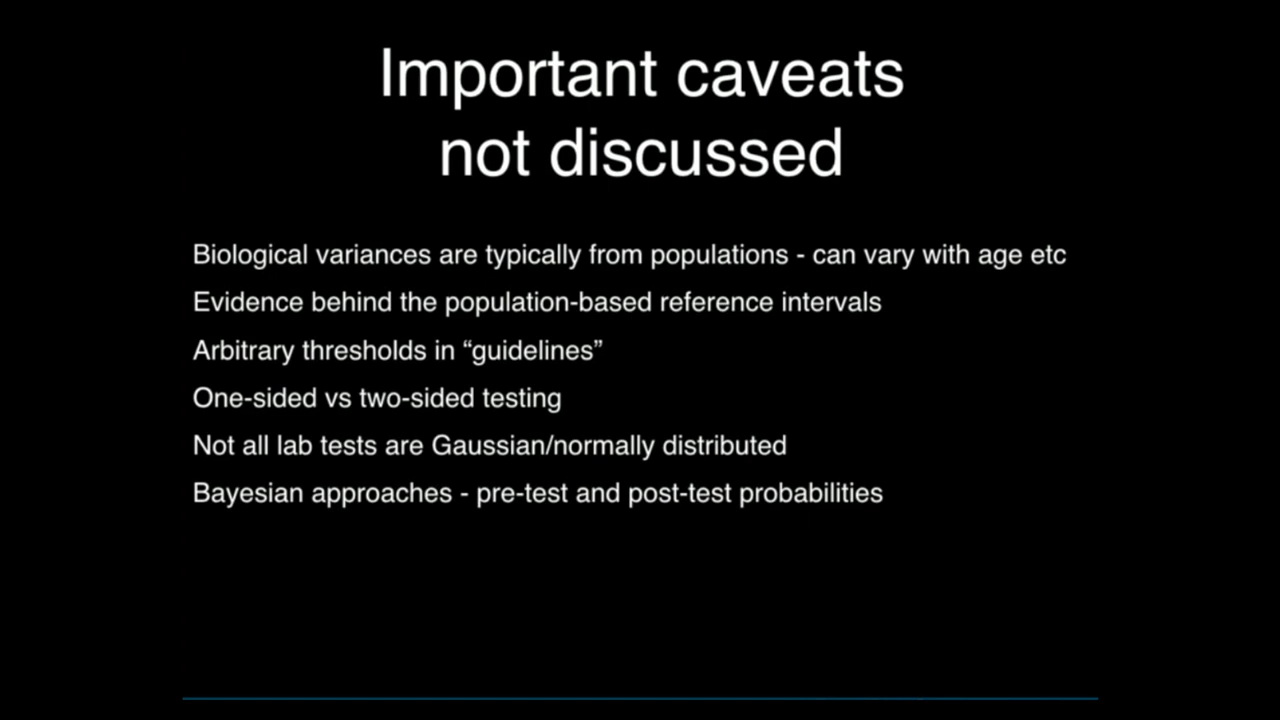 Important caveats
not discussed
Biological variances are typically from populations - can vary with age etc
Evidence behind the population-based reference intervals
Arbitrary thresholds in “guidelines”
One-sided vs two-sided testing
Not all lab tests are Gaussian/normally distributed
Bayesian approaches - pre-test and post-test probabilities